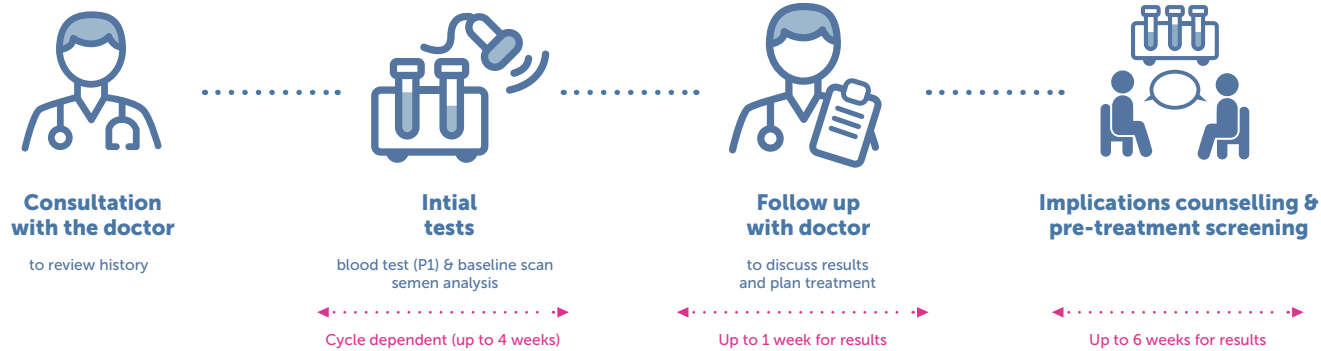 Consultation
with the doctor
to review history
Intial
tests
blood test (P1) & baseline scan
semen analysis
Cycle dependent (up to 4 weeks)
Follow up
with doctor
to discuss results
and plan treatment
Up to 1 week for results
Implications counselling &
pre-treatment screening
Up to 6 weeks for results